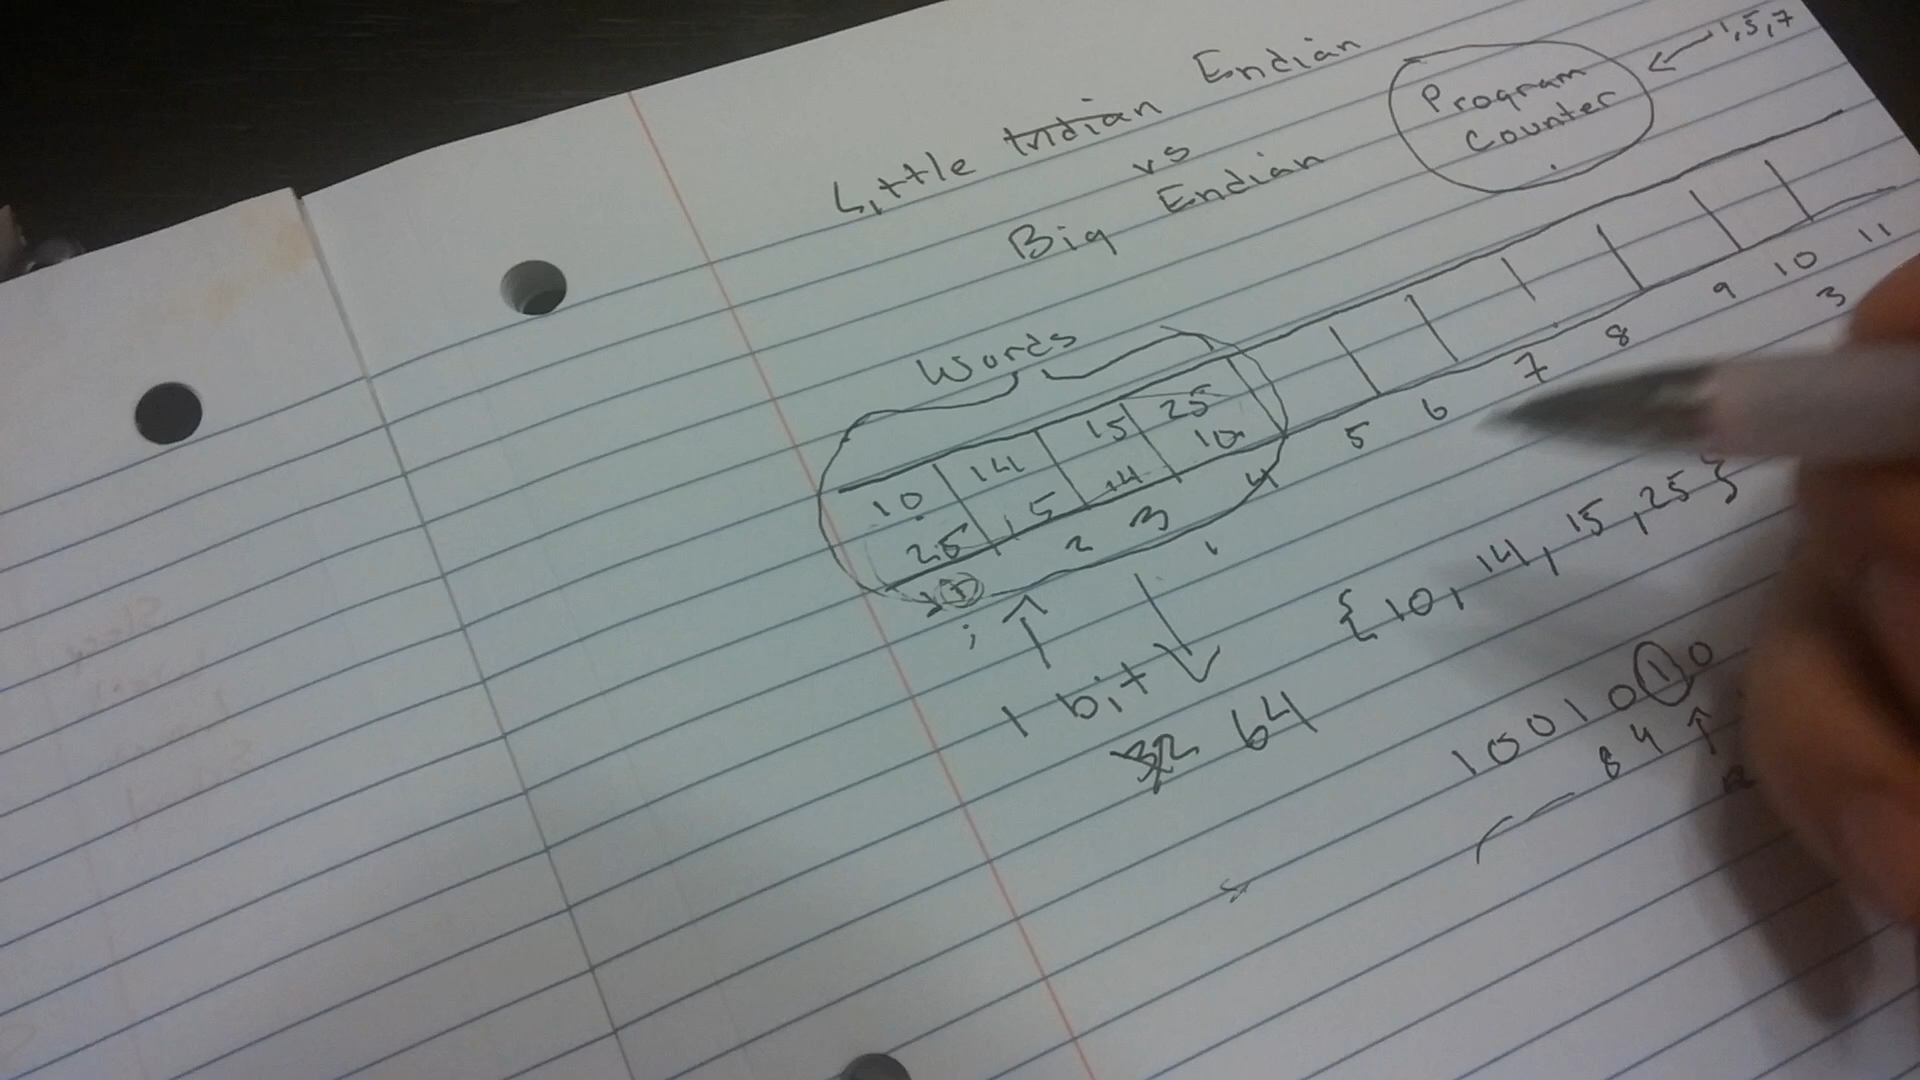 Little Indian Endian
vs
Big Endian
Program
Counter
1,5,7
Words
10 14 15 25
25 15 14 10
1 2 3 4 5 6 7 8 9 10 11
3
1 bit
32 64
{10, 14, 15, 25}
1001010
8 4